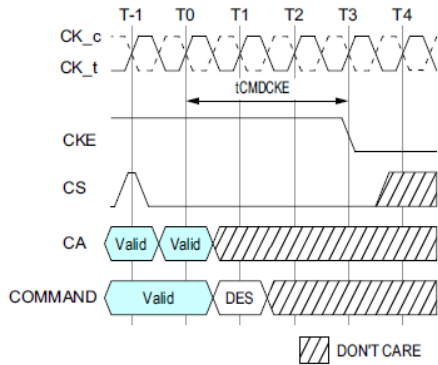 T-1 T0 T1 T2 T3 T4
CK_c
CK_t
tCMDCKE
CKE
CS
CA Valid Valid
COMMAND Valid DES
DON'T CARE